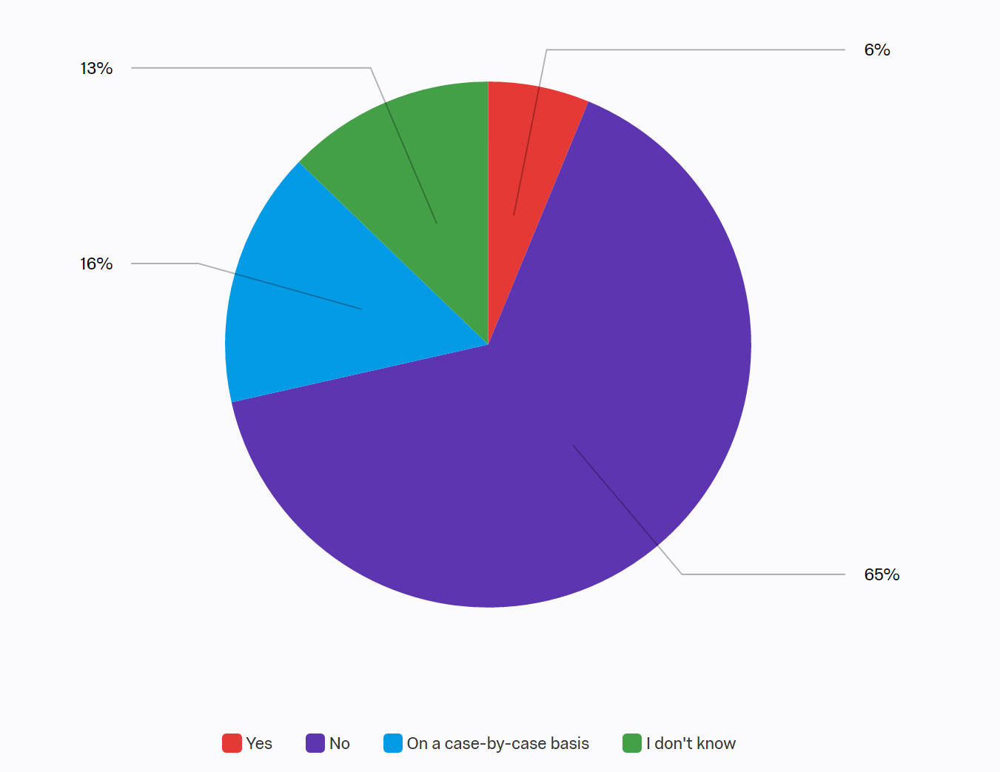 6%
13%
16%
65%
Yes No On a case-by-case basis I don't know